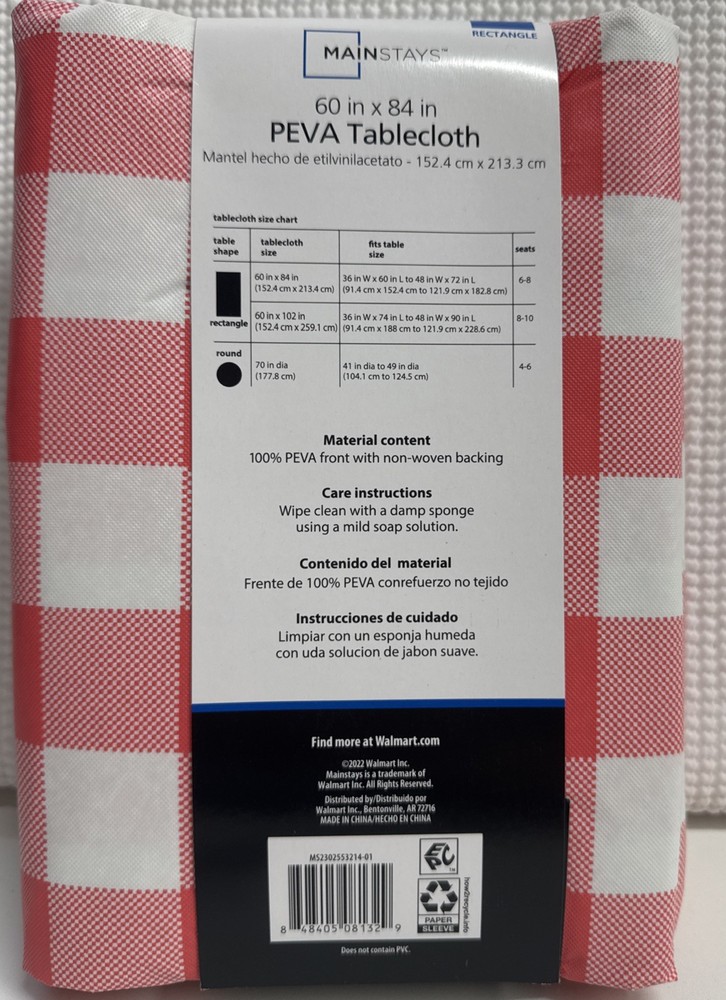 RECTANGLE
MAINSTAYS™
60 in x 84 in
PEVA Tablecloth
Mantel hecho de etilvinilacetato - 152.4 cm x 213.3 cm
tablecloth size chart
table shape tablecloth size fits table size seats
60 in x 84 in 36 in W x 60 in L to 48 in W x 72 in L 6-8
(152.4 cm x 213.4 cm) (91.4 cm x 152.4 cm to 121.9 cm x 182.8 cm)
rectangle
60 in x 102 in 36 in W x 74 in L to 48 in W x 90 in L 8-10
(152.4 cm x 259.1 cm) (91.4 cm x 188 cm to 121.9 cm x 228.6 cm)
round
70 in dia 41 in dia to 49 in dia 4-6
(177.8 cm) (104.1 cm to 124.5 cm)
Material content
100% PEVA front with non-woven backing
Care instructions
Wipe clean with a damp sponge
using a mild soap solution.
Contenido del material
Frente de 100% PEVA conrefuerzo no tejido
Instrucciones de cuidado
Limpiar con un esponja humeda
con uda solucion de jabon suave.
Find more at Walmart.com
©2022 Walmart Inc.
Mainstays is a trademark of
Walmart Inc. All Rights Reserved.
Distributed by/Distribuido por
Walmart Inc., Bentonville, AR 72716
MADE IN CHINA/HECHO EN CHINA
MS2302553214-01
8 48405 08132 9
EPC™
how2recycle.info
PAPER
SLEEVE
Does not contain PVC.